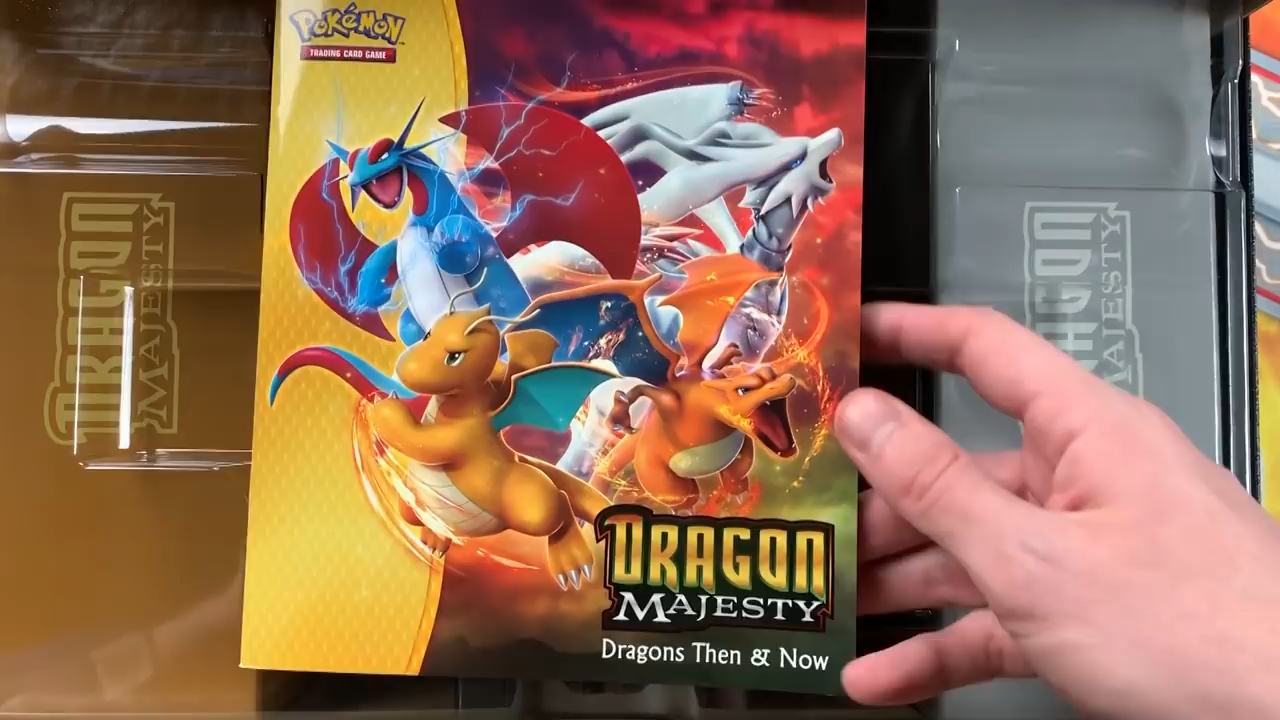 POKéMON
TRADING CARD GAME
DRAGON
MAJESTY
DRAGON
MAJESTY
DRAGON
MAJESTY
Dragons Then & Now